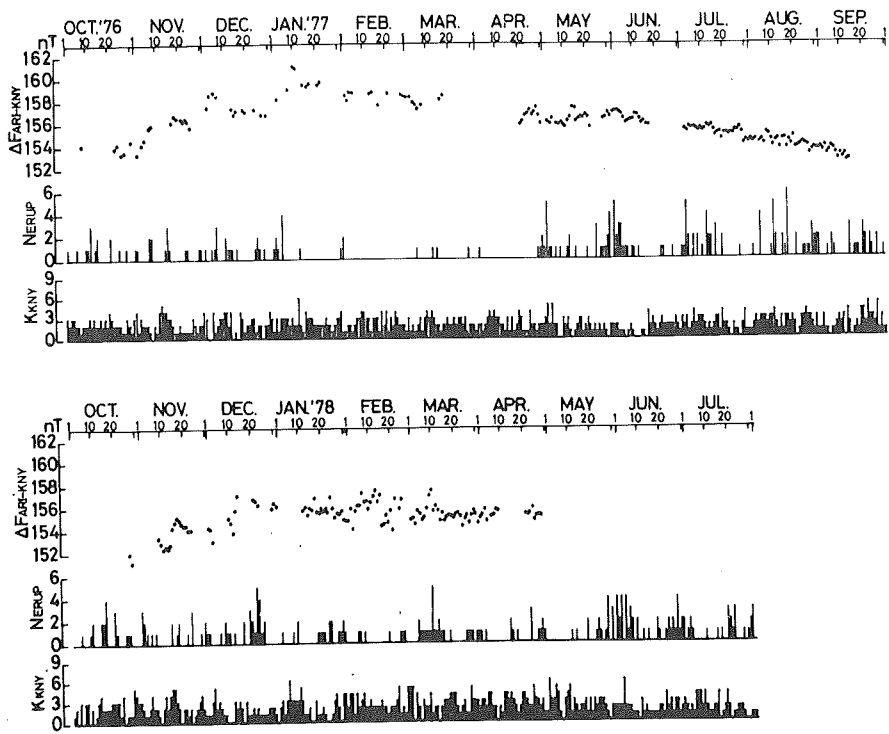 OCT.'76 NOV. DEC. JAN.'77 FEB. MAR. APR. MAY JUN. JUL. AUG. SEP.
nT 1 10 20 1 10 20 1 10 20 1 10 20 1 10 20 1 10 20 1 10 20 1 10 20 1 10 20 1 10 20 1 10 20 1 10 20 1
162
160
158
156
154
152
ΔFARI-KNY
6
4
2
0
NERUP
9
6
3
0
KKNY
OCT. NOV. DEC. JAN.'78 FEB. MAR. APR. MAY JUN. JUL.
nT 1 10 20 1 10 20 1 10 20 1 10 20 1 10 20 1 10 20 1 10 20 1 10 20 1 10 20 1 10 20 1
162
160
158
156
154
152
ΔFARI-KNY
6
4
2
0
NERUP
9
6
3
0
KKNY